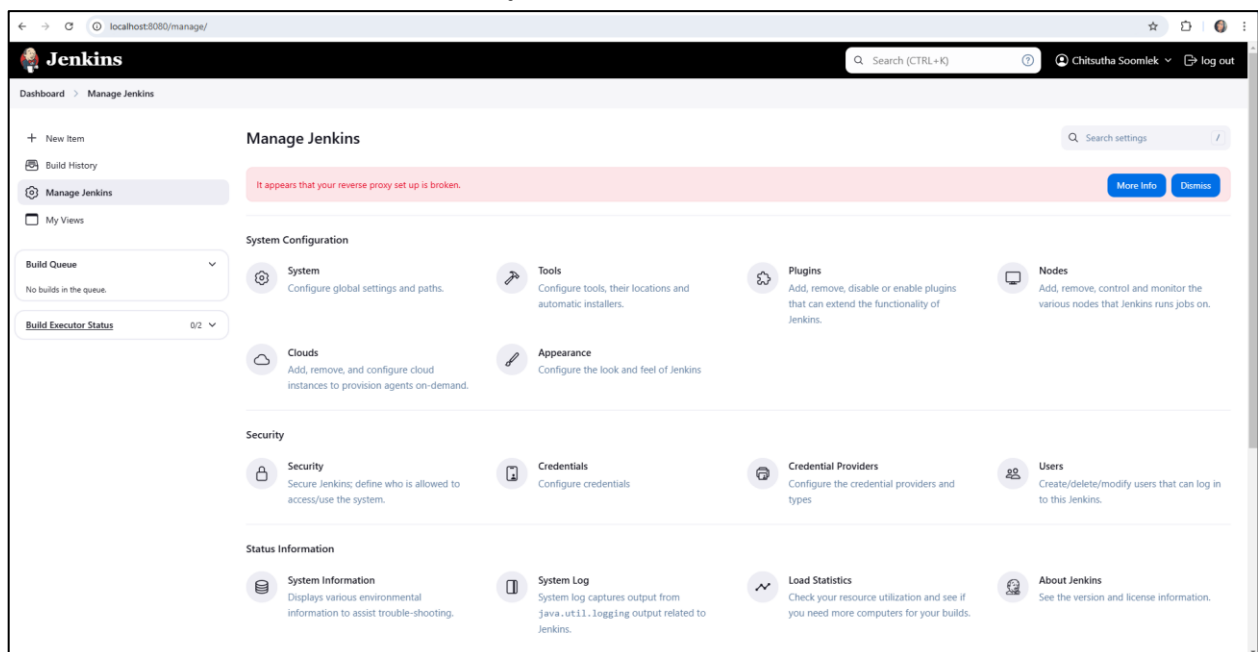 localhost:8080/manage/
Jenkins
Search (CTRL+K)
?
Chitsutha Soomlek
log out
Dashboard > Manage Jenkins
+ New Item
Build History
Manage Jenkins
My Views
Build Queue
No builds in the queue.
Build Executor Status
0/2
Manage Jenkins
Search settings
/
It appears that your reverse proxy set up is broken.
More Info
Dismiss
System Configuration
System
Configure global settings and paths.
Tools
Configure tools, their locations and
automatic installers.
Plugins
Add, remove, disable or enable plugins
that can extend the functionality of
Jenkins.
Nodes
Add, remove, control and monitor the
various nodes that Jenkins runs jobs on.
Clouds
Add, remove, and configure cloud
instances to provision agents on-demand.
Appearance
Configure the look and feel of Jenkins
Security
Security
Secure Jenkins; define who is allowed to
access/use the system.
Credentials
Configure credentials
Credential Providers
Configure the credential providers and
types
Users
Create/delete/modify users that can log in
to this Jenkins.
Status Information
System Information
Displays various environmental
information to assist trouble-shooting.
System Log
System log captures output from
java.util.logging output related to
Jenkins.
Load Statistics
Check your resource utilization and see if
you need more computers for your builds.
About Jenkins
See the version and license information.